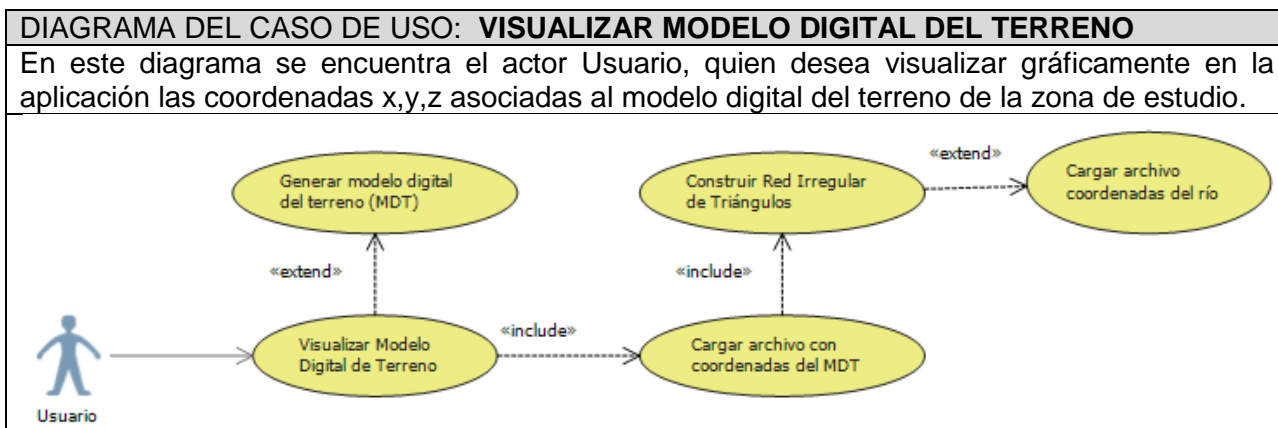 DIAGRAMA DEL CASO DE USO: VISUALIZAR MODELO DIGITAL DEL TERRENO
En este diagrama se encuentra el actor Usuario, quien desea visualizar gráficamente en la
aplicación las coordenadas x,y,z asociadas al modelo digital del terreno de la zona de estudio.
Generar modelo digital
del terreno (MDT)
Construir Red Irregular
de Triángulos
«extend»
Cargar archivo
coordenadas del río
«extend»
«include»
Visualizar Modelo
Digital de Terreno
«include»
Cargar archivo con
coordenadas del MDT
Usuario